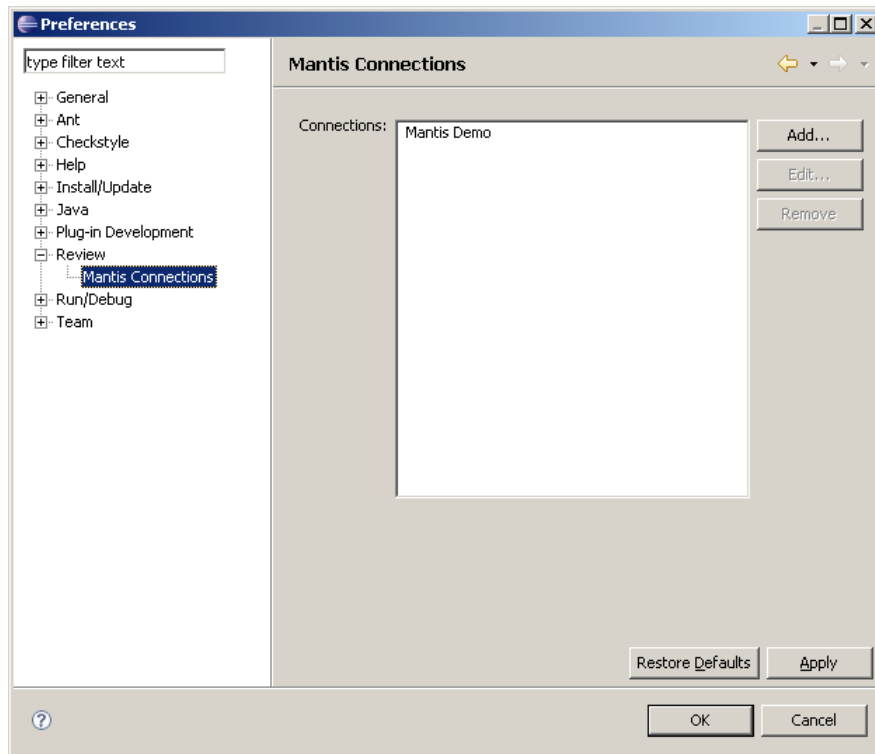 Preferences
type filter text
General
Ant
Checkstyle
Help
Install/Update
Java
Plug-in Development
Review
Mantis Connections
Run/Debug
Team
Mantis Connections
Connections:
Mantis Demo
Add...
Edit...
Remove
Restore Defaults
Apply
?
OK
Cancel